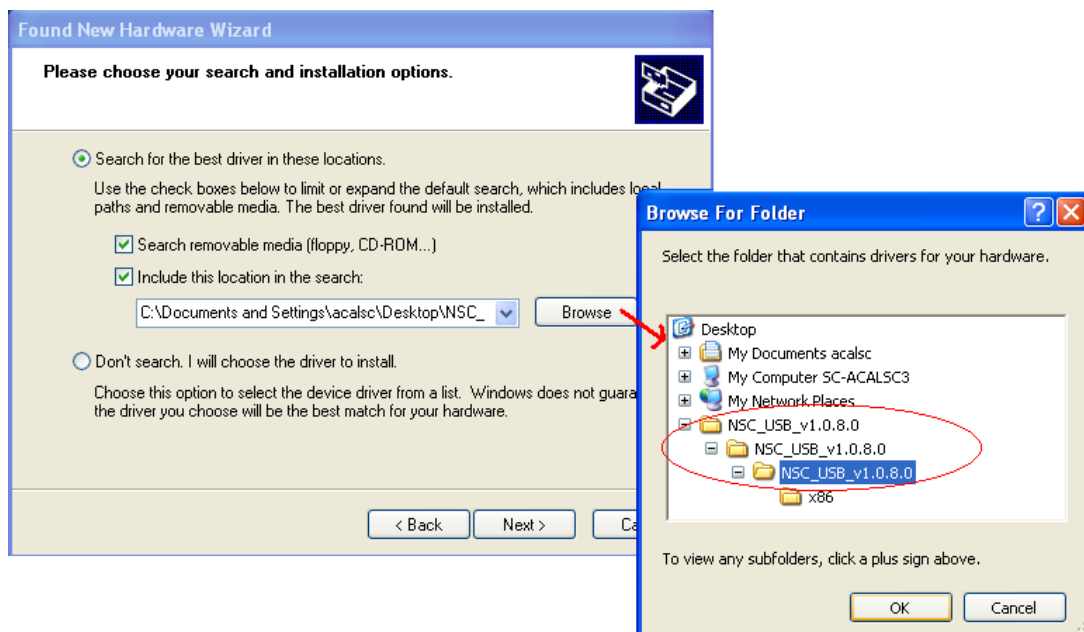 Found New Hardware Wizard
Please choose your search and installation options.
Search for the best driver in these locations.
Use the check boxes below to limit or expand the default search, which includes local
paths and removable media. The best driver found will be installed.
Search removable media (floppy, CD-ROM...)
Include this location in the search:
C:\Documents and Settings\acalsc\Desktop\NSC_
Browse
Don't search. I will choose the driver to install.
Choose this option to select the device driver from a list. Windows does not guara
the driver you choose will be the best match for your hardware.
< Back
Next >
Ca
Browse For Folder
Select the folder that contains drivers for your hardware.
Desktop
My Documents acalsc
My Computer SC-ACALSC3
My Network Places
NSC_USB_v1.0.8.0
NSC_USB_v1.0.8.0
NSC_USB_v1.0.8.0
x86
To view any subfolders, click a plus sign above.
OK
Cancel